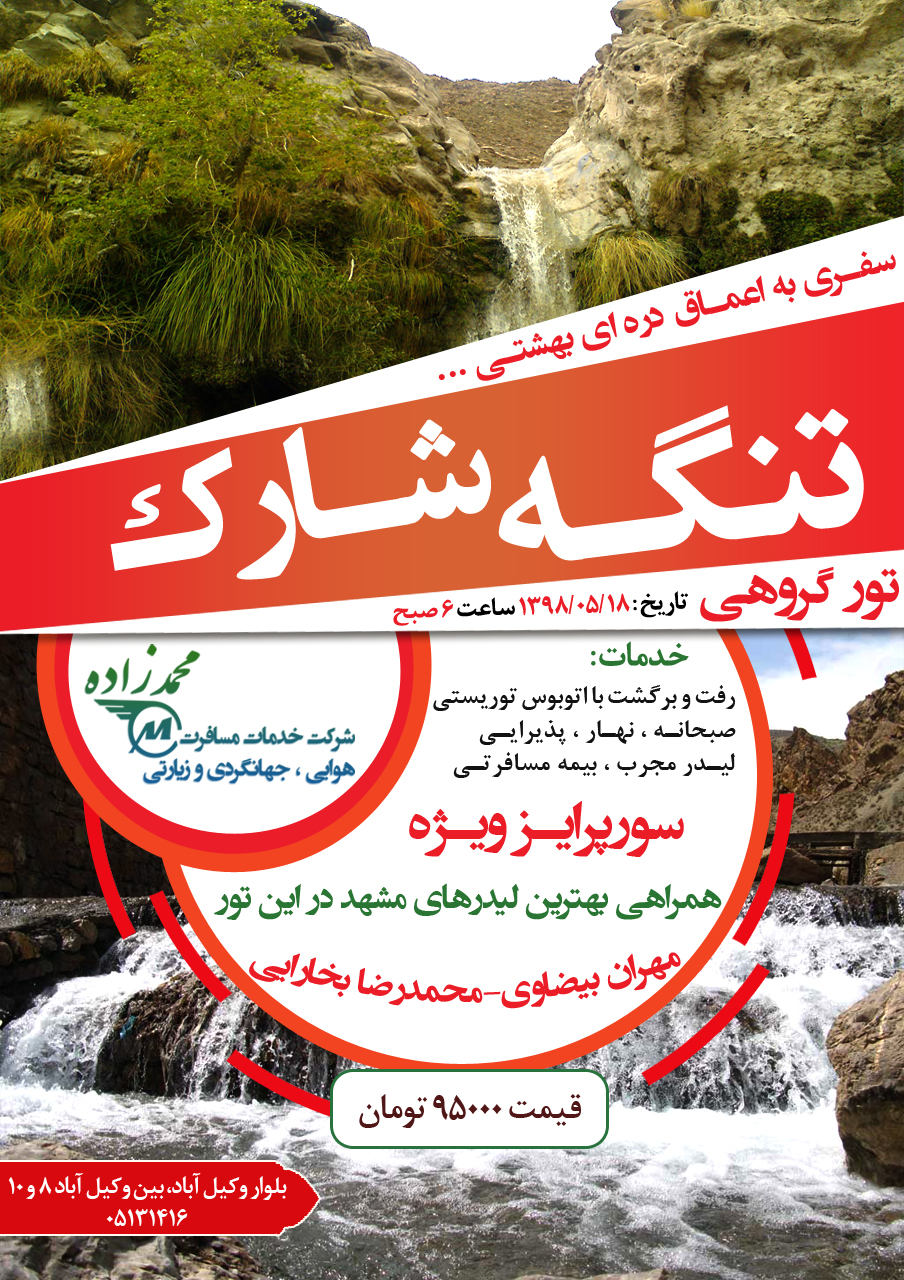 سفری به اعماق دره ای بهشتی ...
تنگه شارک
تور گروهی تاریخ: ۱۳۹۸/۰۵/۱۸ ساعت ۶ صبح
محمدزاده
شرکت خدمات مسافرت
هوایی ، جهانگردی و زیارتی
خدمات:
رفت و برگشت با اتوبوس توریستی
صبحانه ، نهار ، پذیرایی
لیدر مجرب ، بیمه مسافرتی
سورپرایز ویژه
همراهی بهترین لیدرهای مشهد در این تور
مهران بیضاوی-محمدرضا بخارایی
قیمت ۹۵۰۰۰ تومان
بلوار وکیل آباد، بین وکیل آباد ۸ و ۱۰
۰۵۱۳۱۴۱۶